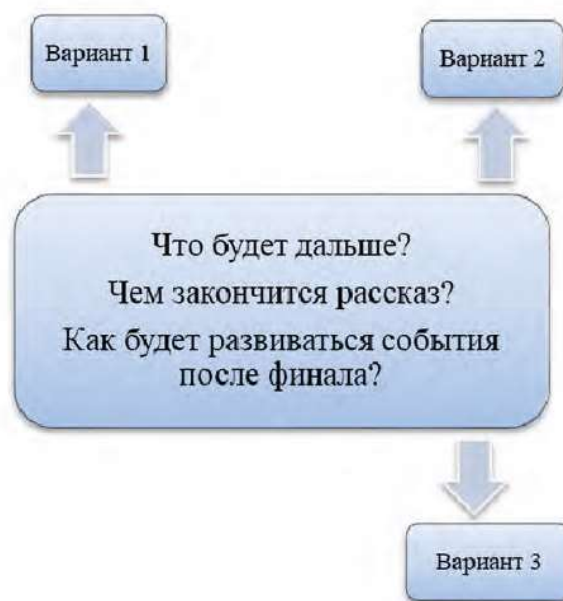 Вариант 1
Вариант 2
Что будет дальше?
Чем закончится рассказ?
Как будет развиваться события
после финала?
Вариант 3